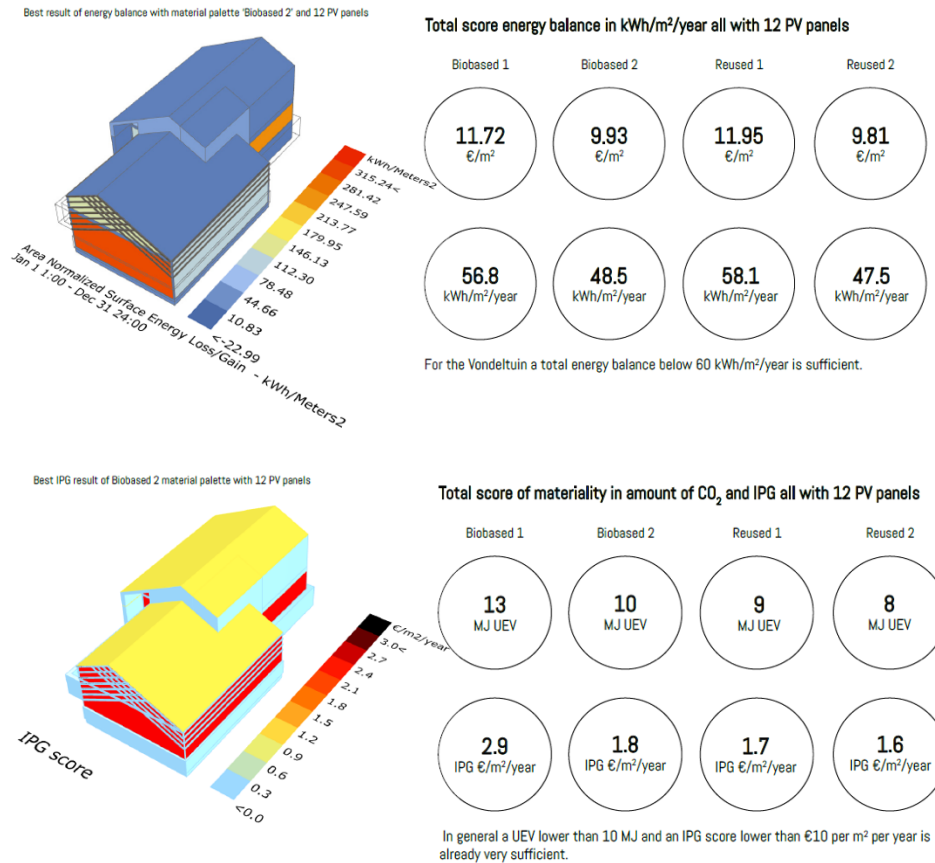 Best result of energy balance with material palette 'Biobased 2' and 12 PV panels
kWh/Meters2
315.24<
281.42
247.59
213.77
179.95
146.13
112.30
78.48
44.66
10.83
<-22.99
Area Normalized Surface Energy Loss/Gain - kWh/Meters2
Jan 1 1:00 - Dec 31 24:00
Total score energy balance in kWh/m²/year all with 12 PV panels
Biobased 1 Biobased 2 Reused 1 Reused 2
11.72 9.93 11.95 9.81
€/m² €/m² €/m² €/m²
56.8 48.5 58.1 47.5
kWh/m²/year kWh/m²/year kWh/m²/year kWh/m²/year
For the Vondeltuin a total energy balance below 60 kWh/m²/year is sufficient.
Best IPG result of Biobased 2 material palette with 12 PV panels
€/m2/year
3.0<
2.7
2.4
2.1
1.8
1.5
1.2
0.9
0.6
0.3
<0.0
IPG score
Total score of materiality in amount of CO₂ and IPG all with 12 PV panels
Biobased 1 Biobased 2 Reused 1 Reused 2
13 10 9 8
MJ UEV MJ UEV MJ UEV MJ UEV
2.9 1.8 1.7 1.6
IPG €/m²/year IPG €/m²/year IPG €/m²/year IPG €/m²/year
In general a UEV lower than 10 MJ and an IPG score lower than €10 per m² per year is
already very sufficient.